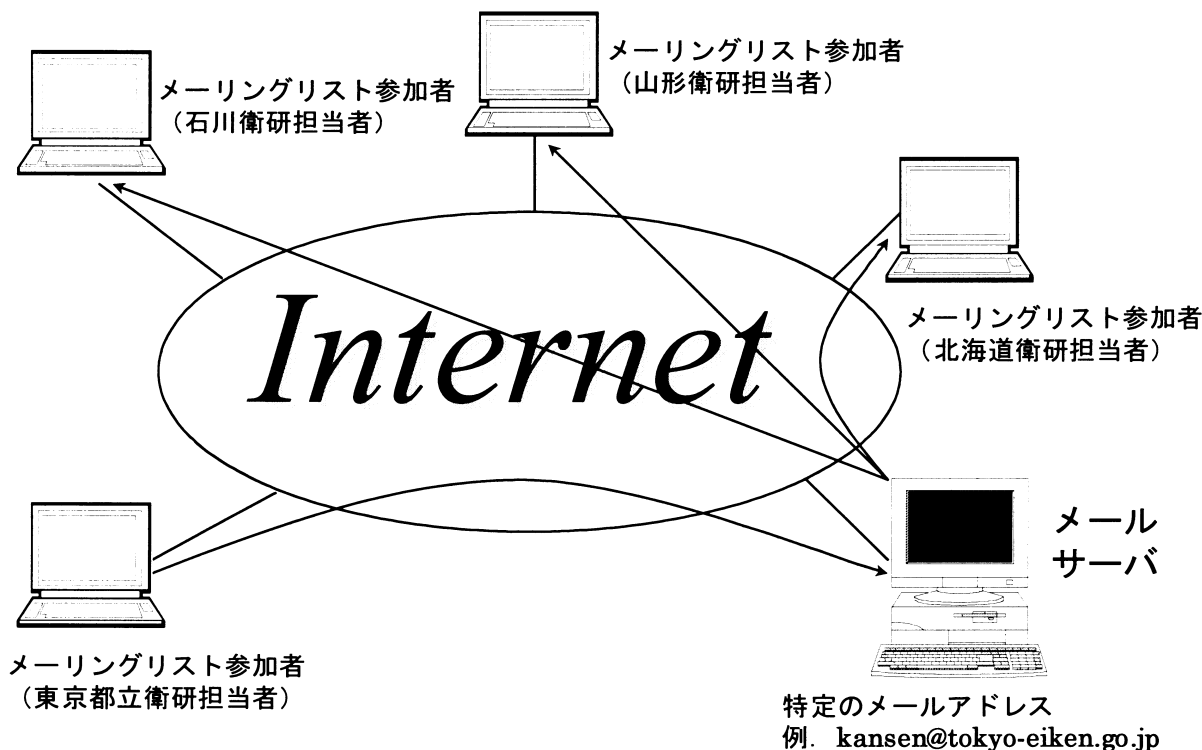 メーリングリスト参加者
（石川衛研担当者）
メーリングリスト参加者
（山形衛研担当者）
メーリングリスト参加者
（北海道衛研担当者）
Internet
メール
サーバ
メーリングリスト参加者
（東京都立衛研担当者）
特定のメールアドレス
例．kansen@tokyo-eiken.go.jp